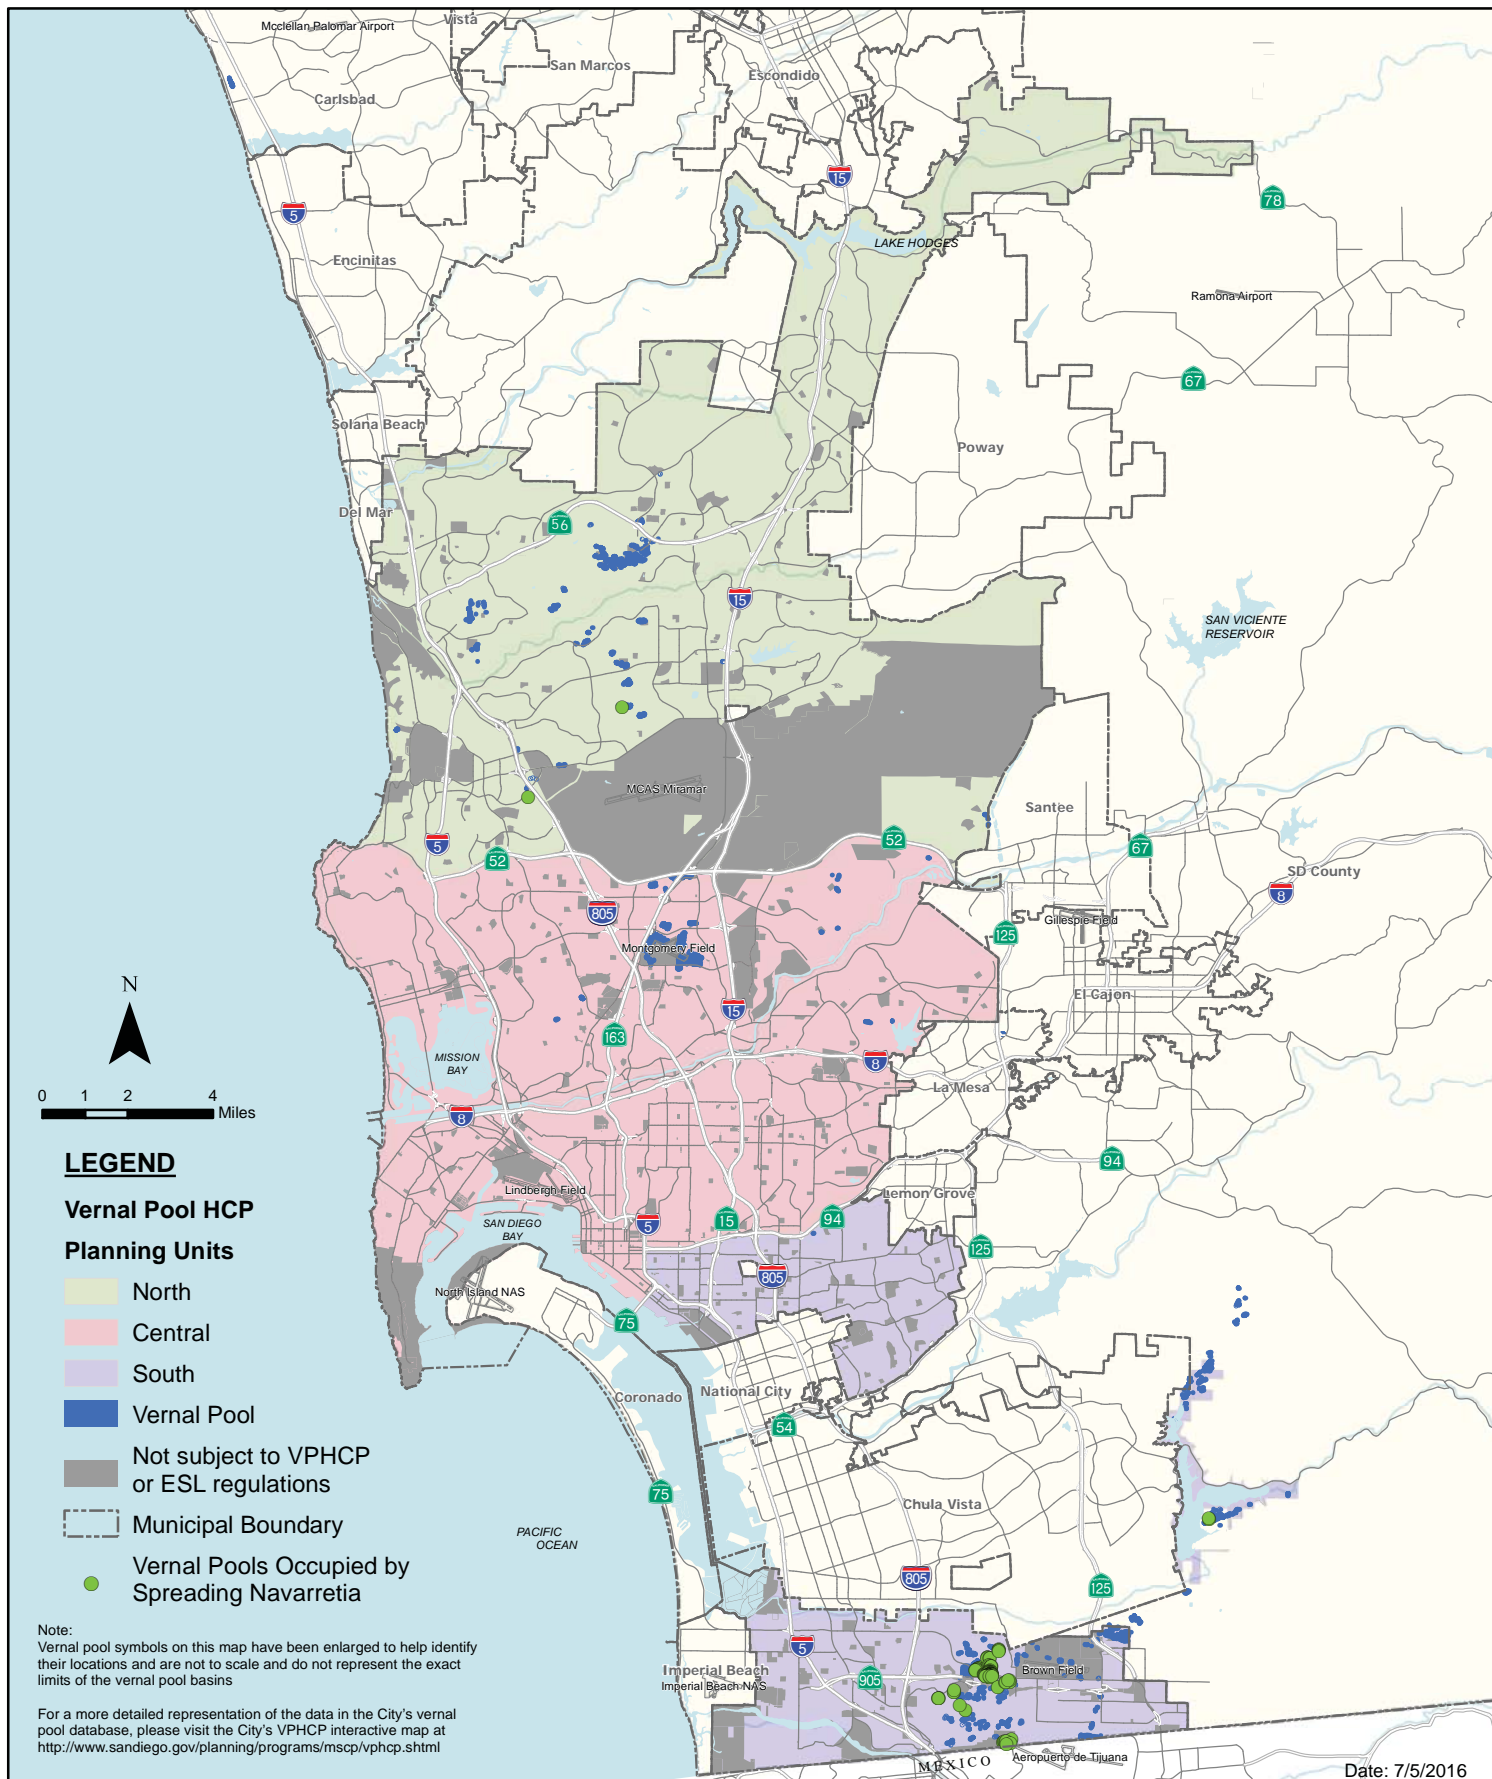 Mcclellan Palomar Airport
Vista
San Marcos
Escondido
Carlsbad
15
5
78
LAKE HODGES
Encinitas
Ramona Airport
67
Solana Beach
Poway
Del Mar
56
15
SAN VICIENTE
RESERVOIR
MCAS Miramar
Santee
5
52
52
67
SD County
8
805
Gillespie Field
125
Montgomery Field
El Cajon
N
15
163
MISSION
BAY
8
La Mesa
0 1 2 4
Miles
8
94
LEGEND
Vernal Pool HCP
Planning Units
North
Central
South
Vernal Pool
Not subject to VPHCP
or ESL regulations
Municipal Boundary
Vernal Pools Occupied by
Spreading Navarretia
Lindbergh Field
Lemon Grove
SAN DIEGO
BAY
5
15
94
125
805
North Island NAS
75
Coronado
National City
54
75
Chula Vista
PACIFIC
OCEAN
805
125
5
Imperial Beach
Imperial Beach NAS
905
Brown Field
MEXICO
Aeropuerto de Tijuana
Note:
Vernal pool symbols on this map have been enlarged to help identify
their locations and are not to scale and do not represent the exact
limits of the vernal pool basins
For a more detailed representation of the data in the City's vernal
pool database, please visit the City's VPHCP interactive map at
http://www.sandiego.gov/planning/programs/mscp/vphcp.shtml
Date: 7/5/2016